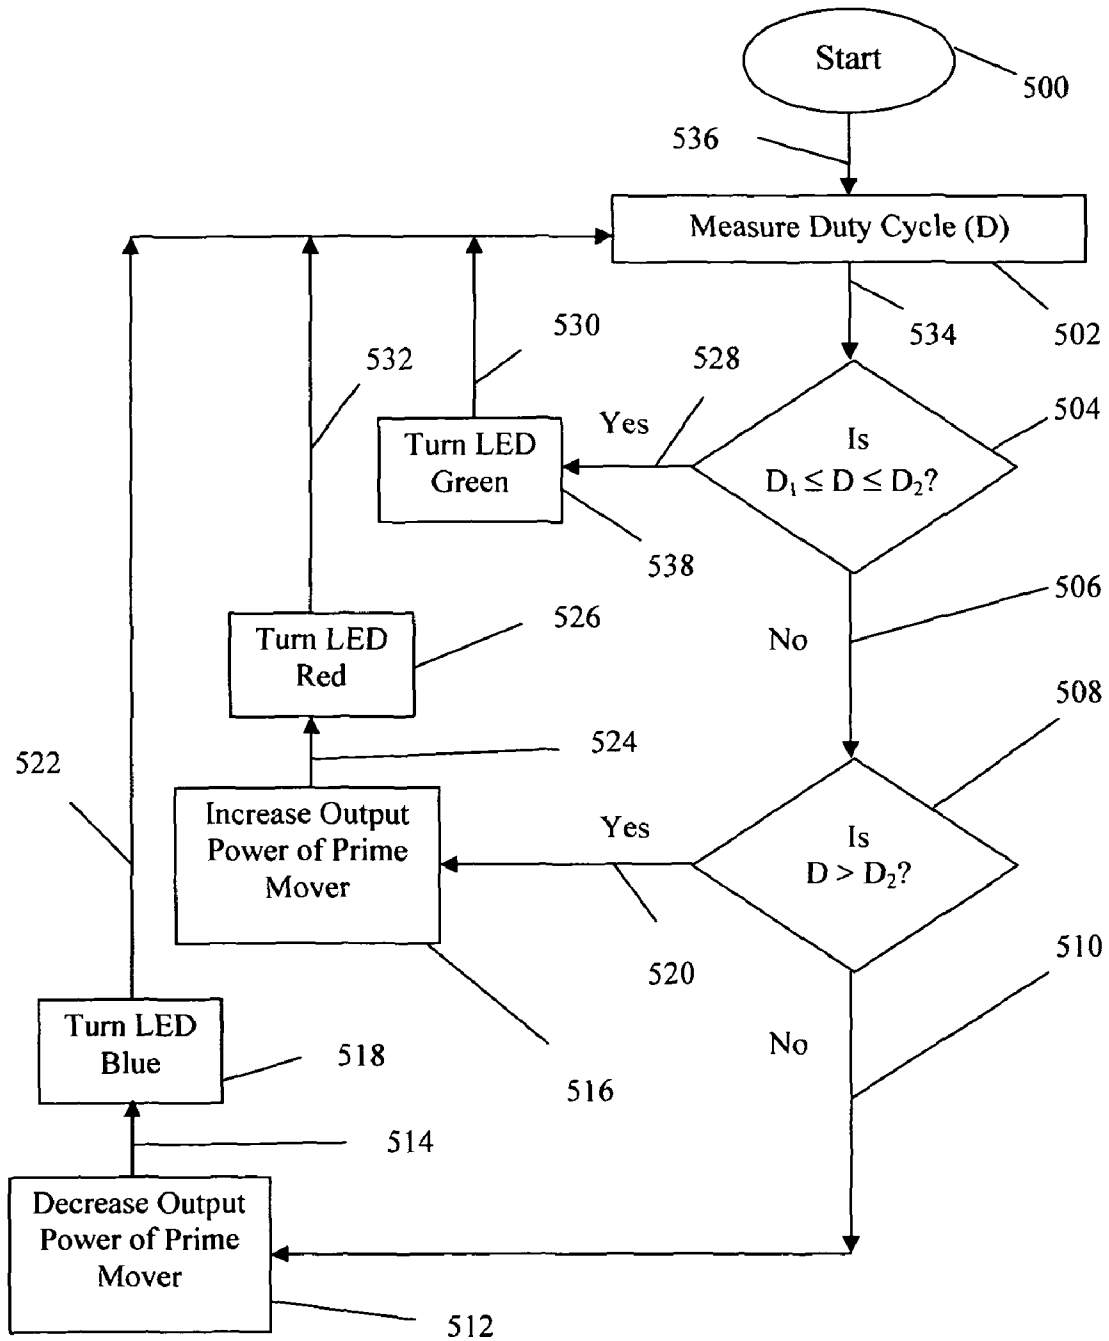 Start
500
536
Measure Duty Cycle (D)
530
534
502
532
528
504
Yes
Turn LED
Green
Is
D₁ ≤ D ≤ D₂?
538
506
526
No
Turn LED
Red
508
524
522
Increase Output
Power of Prime
Mover
Yes
Is
D > D₂?
520
510
Turn LED
Blue
518
No
516
514
Decrease Output
Power of Prime
Mover
512